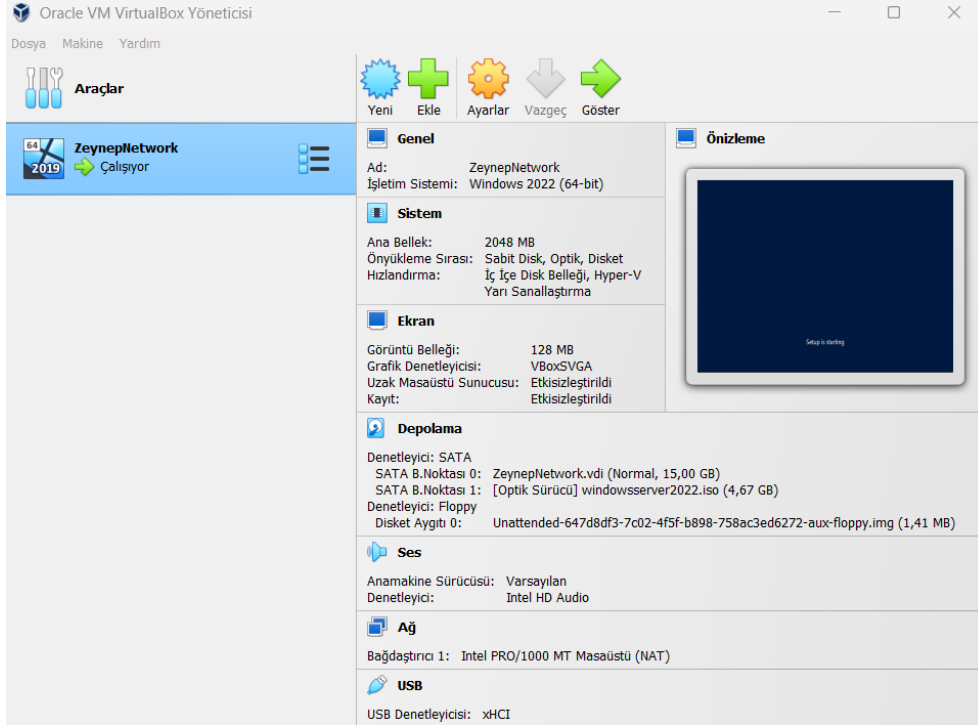 Oracle VM VirtualBox Yöneticisi
Dosya Makine Yardım
Araçlar
Yeni Ekle Ayarlar Vazgeç Göster
64
2019
ZeynepNetwork
Çalışıyor
Genel
Ad: ZeynepNetwork
İşletim Sistemi: Windows 2022 (64-bit)
Önizleme
Setup is starting
Sistem
Ana Bellek: 2048 MB
Önyükleme Sırası: Sabit Disk, Optik, Disket
Hızlandırma: İç İçe Disk Belleği, Hyper-V
Yarı Sanallaştırma
Ekran
Görüntü Belleği: 128 MB
Grafik Denetleyicisi: VBoxSVGA
Uzak Masaüstü Sunucusu: Etkisizleştirildi
Kayıt: Etkisizleştirildi
Depolama
Denetleyici: SATA
SATA B.Noktası 0: ZeynepNetwork.vdi (Normal, 15,00 GB)
SATA B.Noktası 1: [Optik Sürücü] windowsserver2022.iso (4,67 GB)
Denetleyici: Floppy
Disket Aygıtı 0: Unattended-647d8df3-7c02-4f5f-b898-758ac3ed6272-aux-floppy.img (1,41 MB)
Ses
Anamakine Sürücüsü: Varsayılan
Denetleyici: Intel HD Audio
Ağ
Bağdaştırıcı 1: Intel PRO/1000 MT Masaüstü (NAT)
USB
USB Denetleyicisi: xHCI